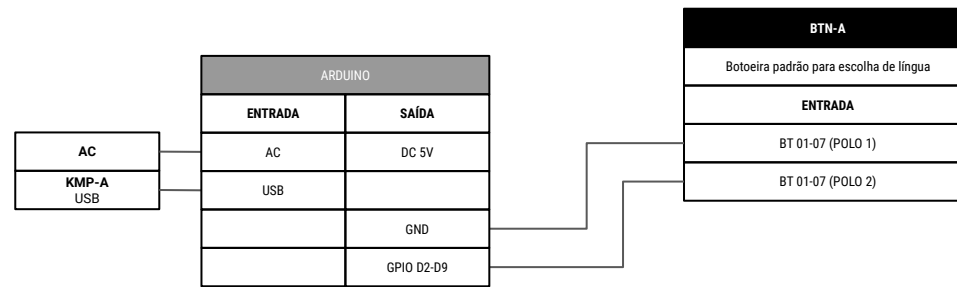 AC
KMP-A
USB
ARDUINO
ENTRADA SAÍDA
AC DC 5V
USB
GND
GPIO D2-D9
BTN-A
Botoeira padrão para escolha de língua
ENTRADA
BT 01-07 (POLO 1)
BT 01-07 (POLO 2)